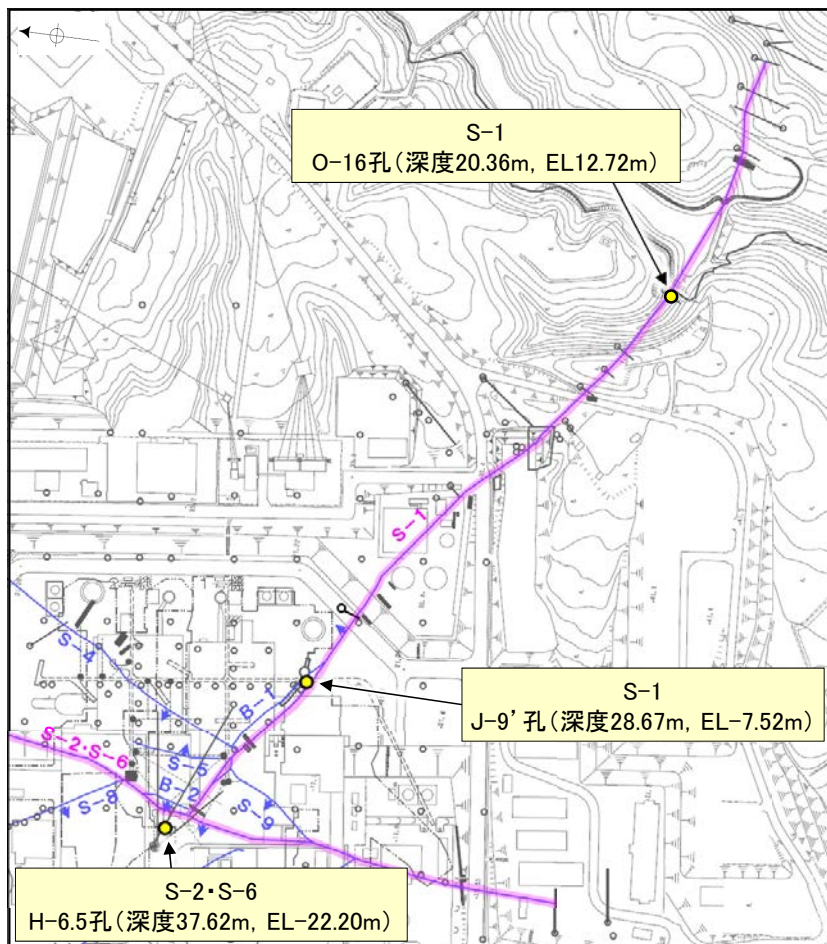 S-1
O-16孔(深度20.36m, EL12.72m)
S-1
S-4
B-1
S-1
J-9’孔(深度28.67m, EL-7.52m)
S-2・S-6
S-5
B-2
S-8
S-9
S-2・S-6
H-6.5孔(深度37.62m, EL-22.20m)